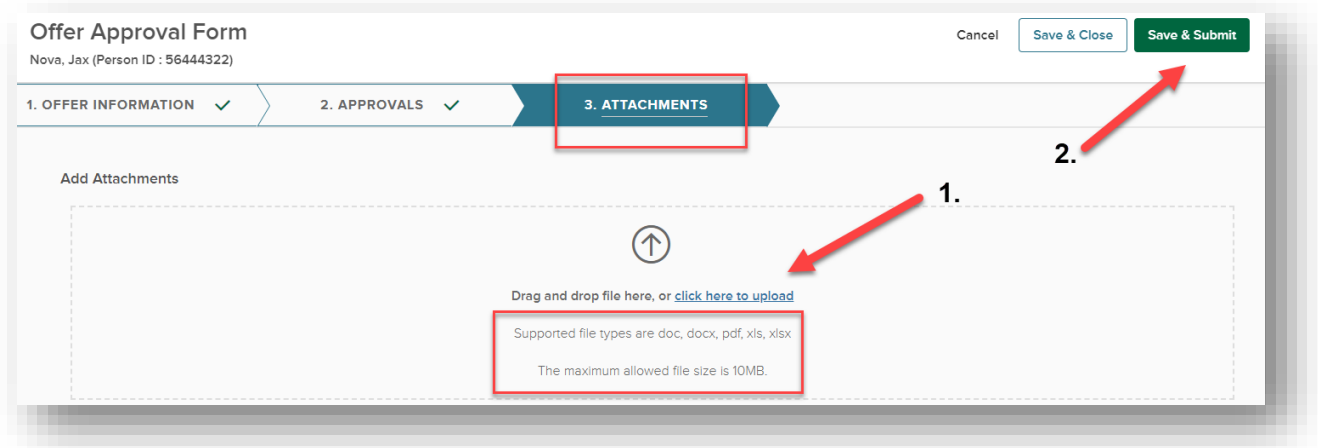 Offer Approval Form
Cancel
Save & Close
Save & Submit
Nova, Jax (Person ID : 56444322)
1. OFFER INFORMATION
2. APPROVALS
3. ATTACHMENTS
2.
Add Attachments
1.
Drag and drop file here, or click here to upload
Supported file types are doc, docx, pdf, xls, xlsx
The maximum allowed file size is 10MB.